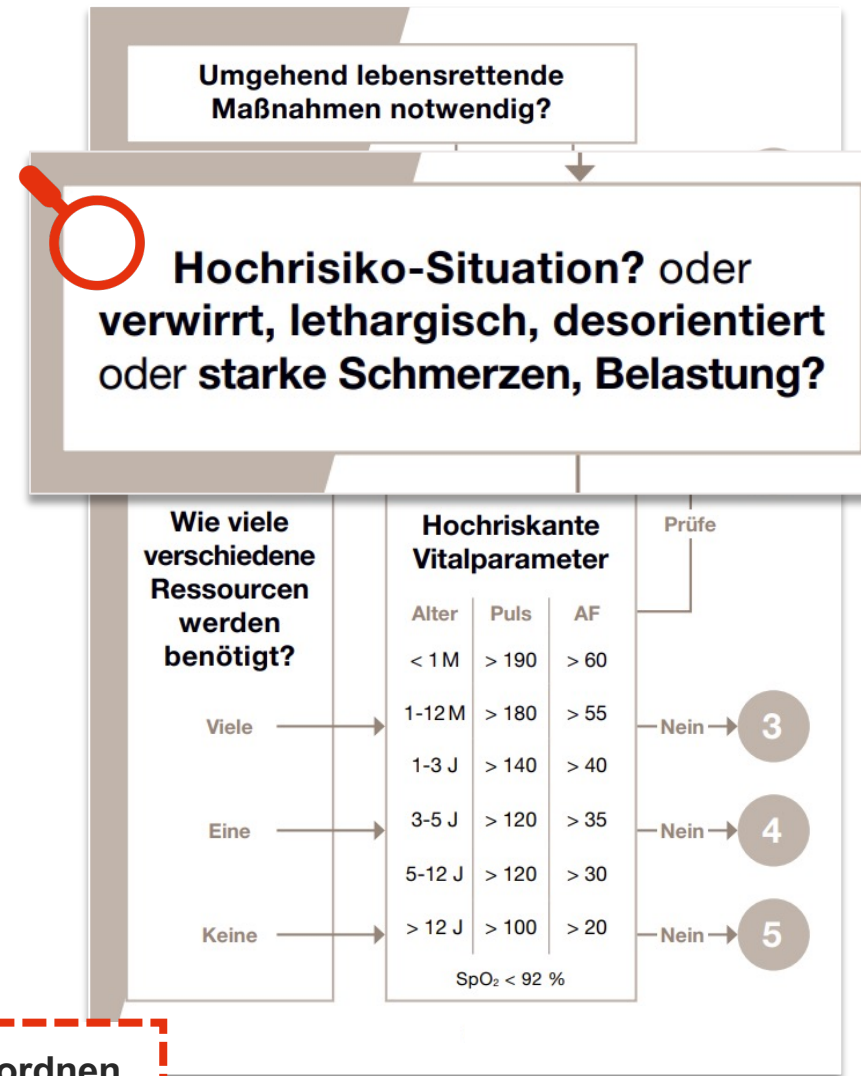 Umgehend lebensrettende
Maßnahmen notwendig?
Hochrisiko-Situation? oder
verwirrt, lethargisch, desorientiert
oder starke Schmerzen, Belastung?
Wie viele
verschiedene
Ressourcen
werden
benötigt?
Viele
Eine
Keine
Hochriskante
Vitalparameter
Alter Puls AF
< 1 M > 190 > 60
1-12 M > 180 > 55
1-3 J > 140 > 40
3-5 J > 120 > 35
5-12 J > 120 > 30
> 12 J > 100 > 20
SpO₂ < 92 %
Prüfe
Nein 3
Nein 4
Nein 5
ordnen